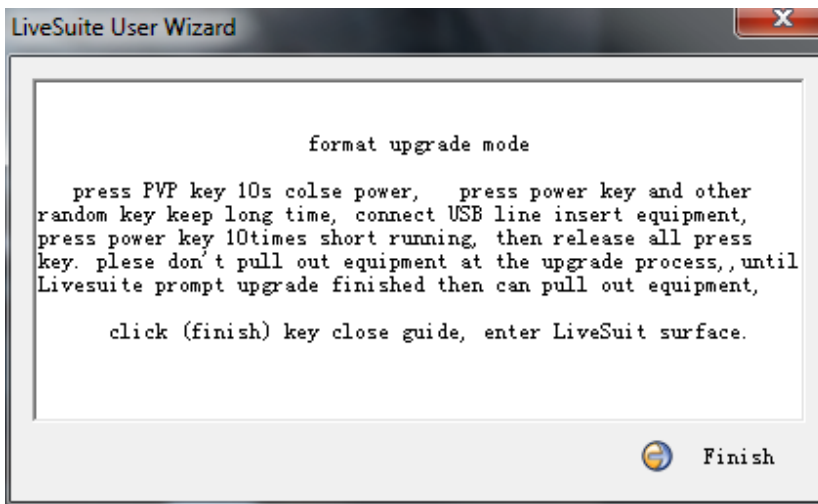 LiveSuite User Wizard
format upgrade mode
press PVP key 10s colse power, press power key and other
random key keep long time, connect USB line insert equipment,
press power key 10times short running, then release all press
key. plese don't pull out equipment at the upgrade process,,until
Livesuite prompt upgrade finished then can pull out equipment,
click (finish) key close guide, enter LiveSuit surface.
Finish